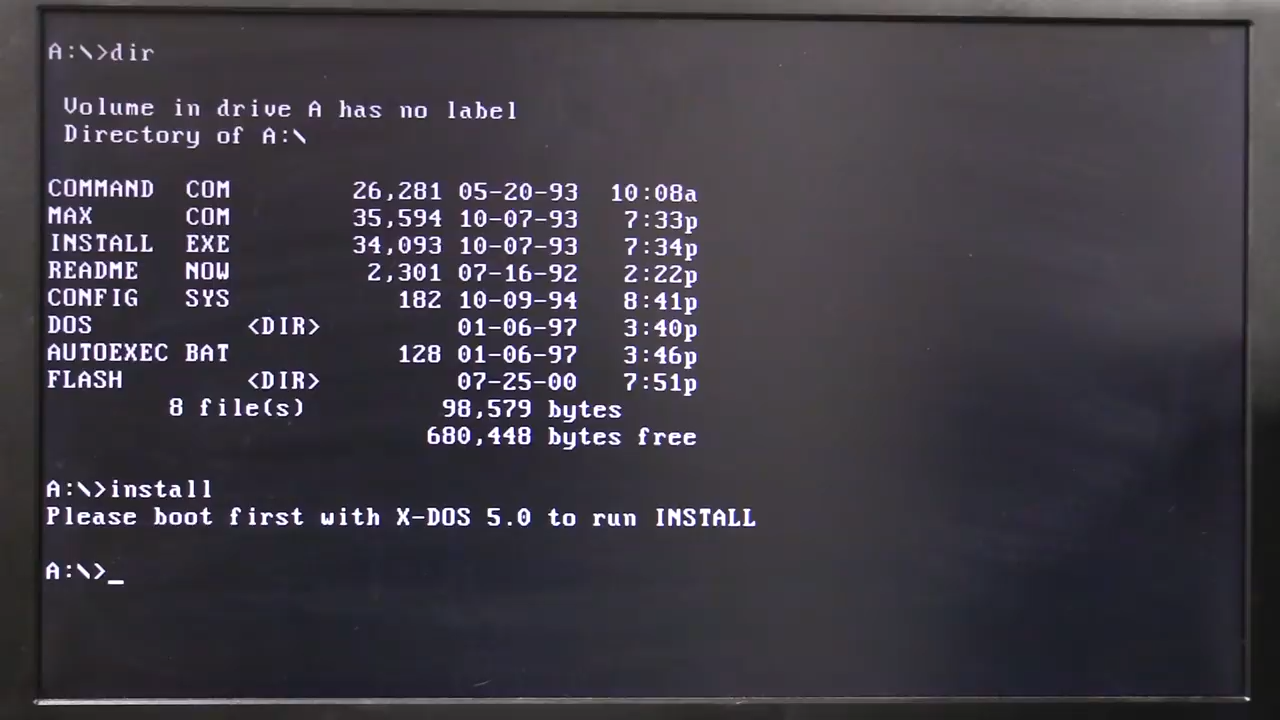 A:\>dir
Volume in drive A has no label
Directory of A:\
COMMAND COM 26,281 05-20-93 10:08a
MAX COM 35,594 10-07-93 7:33p
INSTALL EXE 34,093 10-07-93 7:34p
README NOW 2,301 07-16-92 2:22p
CONFIG SYS 182 10-09-94 8:41p
DOS <DIR> 01-06-97 3:40p
AUTOEXEC BAT 128 01-06-97 3:46p
FLASH <DIR> 07-25-00 7:51p
8 file(s) 98,579 bytes
680,448 bytes free
A:\>install
Please boot first with X-DOS 5.0 to run INSTALL
A:\>_